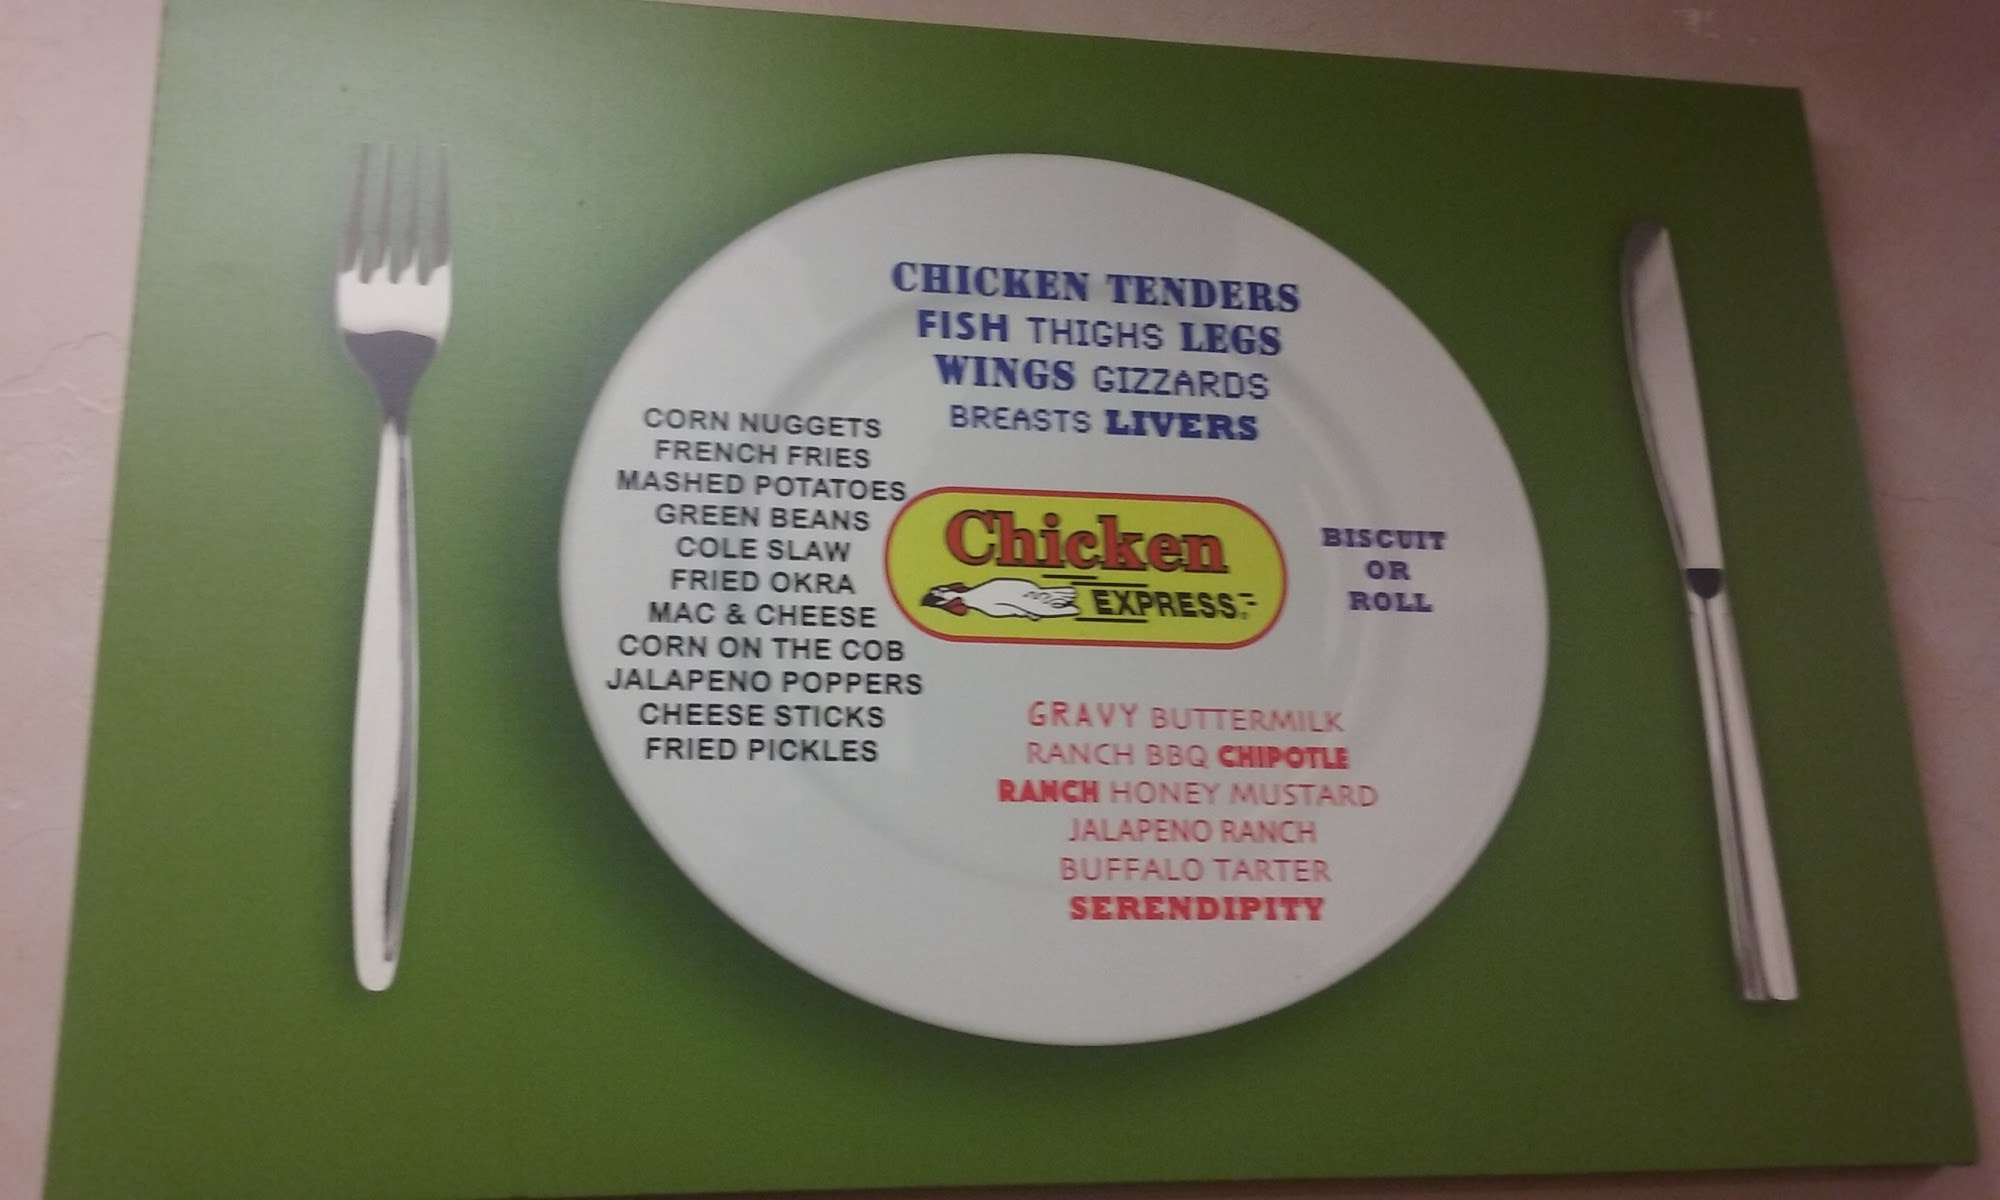 CHICKEN TENDERS
FISH THIGHS LEGS
WINGS GIZZARDS
BREASTS LIVERS
CORN NUGGETS
FRENCH FRIES
MASHED POTATOES
GREEN BEANS
COLE SLAW
FRIED OKRA
MAC & CHEESE
CORN ON THE COB
JALAPENO POPPERS
CHEESE STICKS
FRIED PICKLES
Chicken
EXPRESS
BISCUIT
OR
ROLL
GRAVY BUTTERMILK
RANCH BBQ CHIPOTLE
RANCH HONEY MUSTARD
JALAPENO RANCH
BUFFALO TARTER
SERENDIPITY